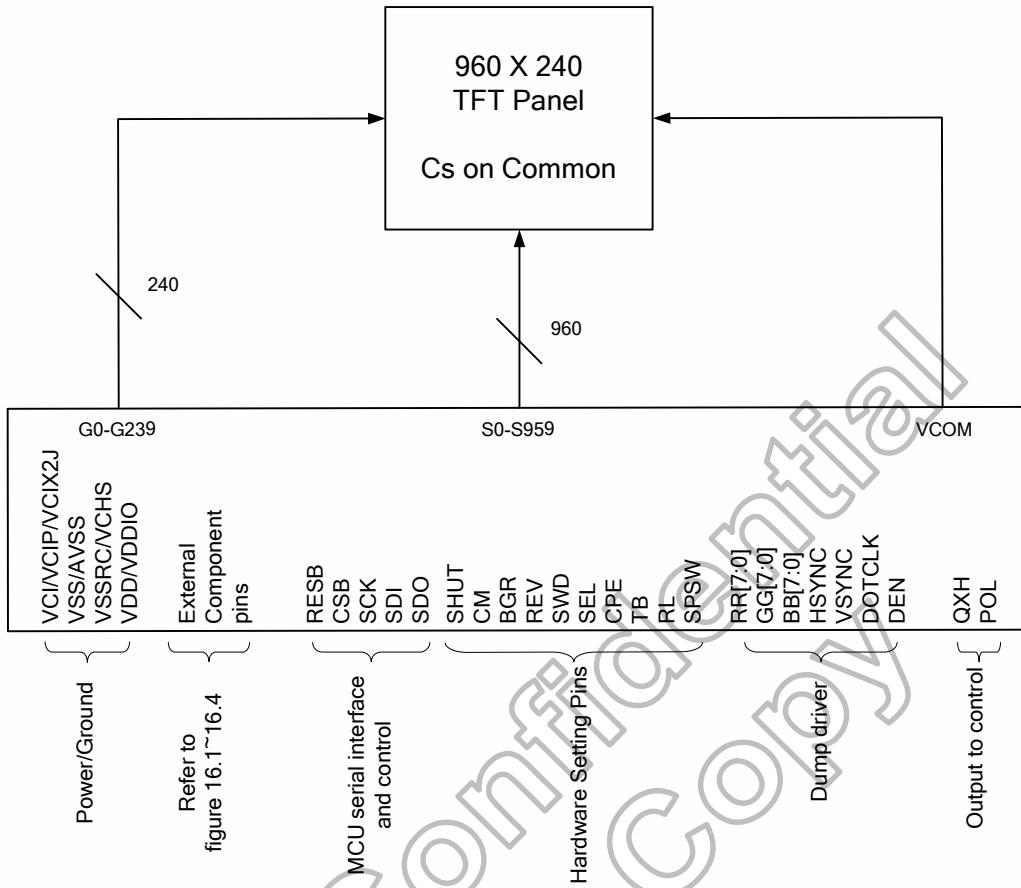 960 X 240
TFT Panel
Cs on Common
240
960
G0-G239
S0-S959
VCOM
VCI/VCIP/VCIX2J
VSS/AVSS
VSSRC/VCHS
VDD/VDDIO
External
Component
pins
RESB
CSB
SCK
SDI
SDO
SHUT
CM
BGR
REV
SWD
SEL
CPE
TB
RL
SPSW
RR[7:0]
GG[7:0]
BB[7:0]
HSYNC
VSYNC
DOTCLK
DEN
QXH
POL
Power/Ground
Refer to
figure 16.1~16.4
MCU serial interface
and control
Hardware Setting Pins
Dump driver
Output to control
Confidential
Copy